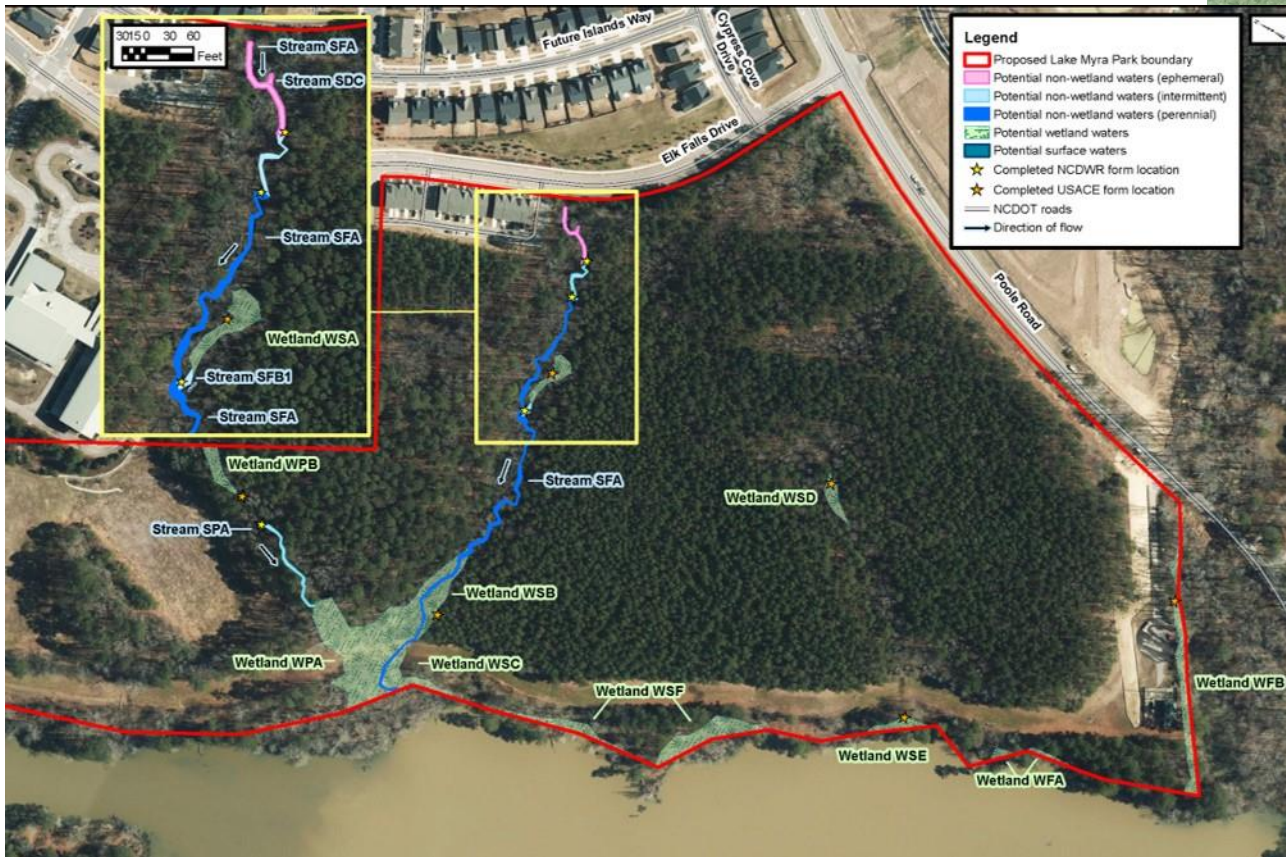 30 15 0 30 60
Feet
Stream SFA
Stream SDC
Stream SFA
Wetland WSA
Stream SFB1
Stream SFA
Future Islands Way
Cypress Cove
Drive
Elk Falls Drive
Poole Road
Legend
Proposed Lake Myra Park boundary
Potential non-wetland waters (ephemeral)
Potential non-wetland waters (intermittent)
Potential non-wetland waters (perennial)
Potential wetland waters
Potential surface waters
Completed NCDWR form location
Completed USACE form location
NCDOT roads
Direction of flow
Wetland WPB
Stream SPA
Stream SFA
Wetland WSD
Wetland WSB
Wetland WPA
Wetland WSC
Wetland WSF
Wetland WSE
Wetland WFA
Wetland WFB